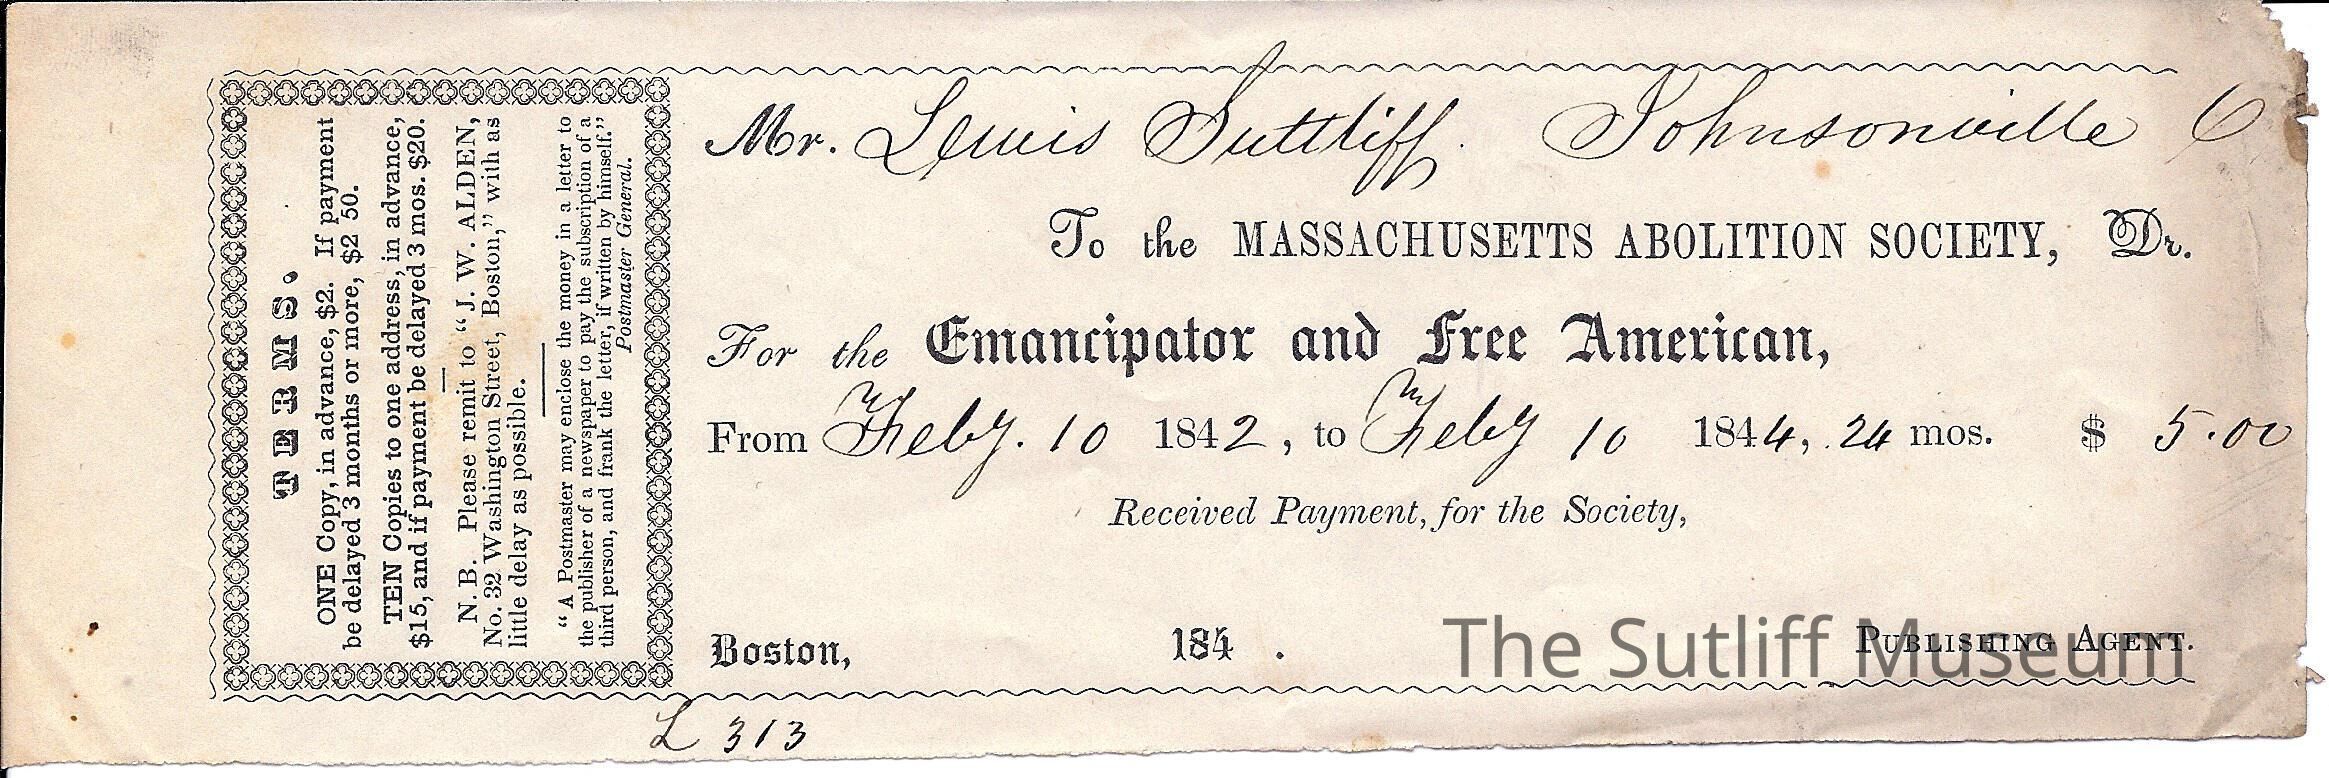 TERMS.
ONE Copy, in advance, $2. If payment
be delayed 3 months or more, $2 50.
TEN Copies to one address, in advance,
$15, and if payment be delayed 3 mos. $20.
N. B. Please remit to "J. W. ALDEN,
No. 32 Washington Street, Boston," with as
little delay as possible.
"A Postmaster may enclose the money in a letter to
the publisher of a newspaper to pay the subscription of a
third person, and frank the letter, if written by himself."
Postmaster General.
Mr. Lewis Suttliff. Johnsonville O
To the MASSACHUSETTS ABOLITION SOCIETY, Dr.
For the Emancipator and Free American,
From Feby. 10 1842, to Feby 10 1844, 24 mos. $ 5.00
Received Payment, for the Society,
Boston, 184 .
PUBLISHING AGENT.
The Sutliff Museum
L 313